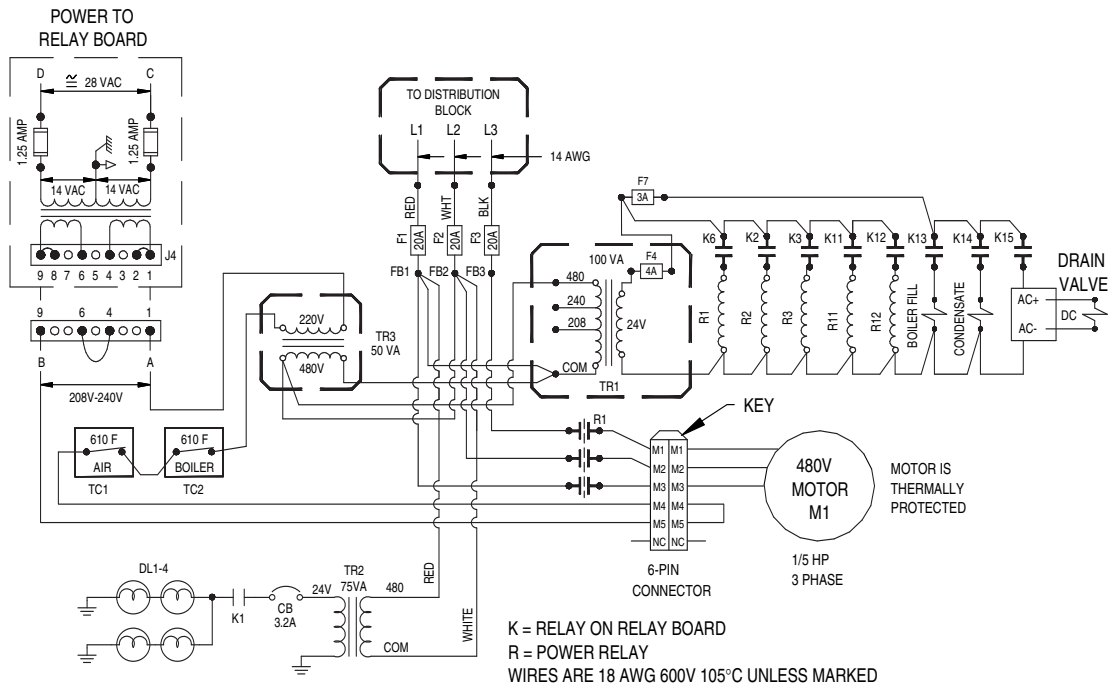 POWER TO
RELAY BOARD
D
C
≅ 28 VAC
1.25 AMP
1.25 AMP
14 VAC
14 VAC
J4
9 8 7 6 5 4 3 2 1
9 6 4 1
B
A
208V-240V
610 F
AIR
TC1
610 F
BOILER
TC2
TO DISTRIBUTION
BLOCK
L1 L2 L3
14 AWG
RED
WHT
BLK
F1
20A
F2
20A
F3
20A
FB1
FB2
FB3
220V
480V
TR3
50 VA
100 VA
480
240
208
COM
24V
TR1
F4
4A
F7
3A
K6
K2
K3
K11
K12
K13
K14
K15
R1
R2
R3
R11
R12
BOILER FILL
CONDENSATE
DRAIN
VALVE
AC+
AC-
DC
R1
KEY
M1 M1
M2 M2
M3 M3
M4 M4
M5 M5
NC NC
6-PIN
CONNECTOR
480V
MOTOR
M1
MOTOR IS
THERMALLY
PROTECTED
1/5 HP
3 PHASE
DL1-4
K1
CB
3.2A
24V
TR2
75VA
480
COM
RED
WHITE
K = RELAY ON RELAY BOARD
R = POWER RELAY
WIRES ARE 18 AWG 600V 105°C UNLESS MARKED